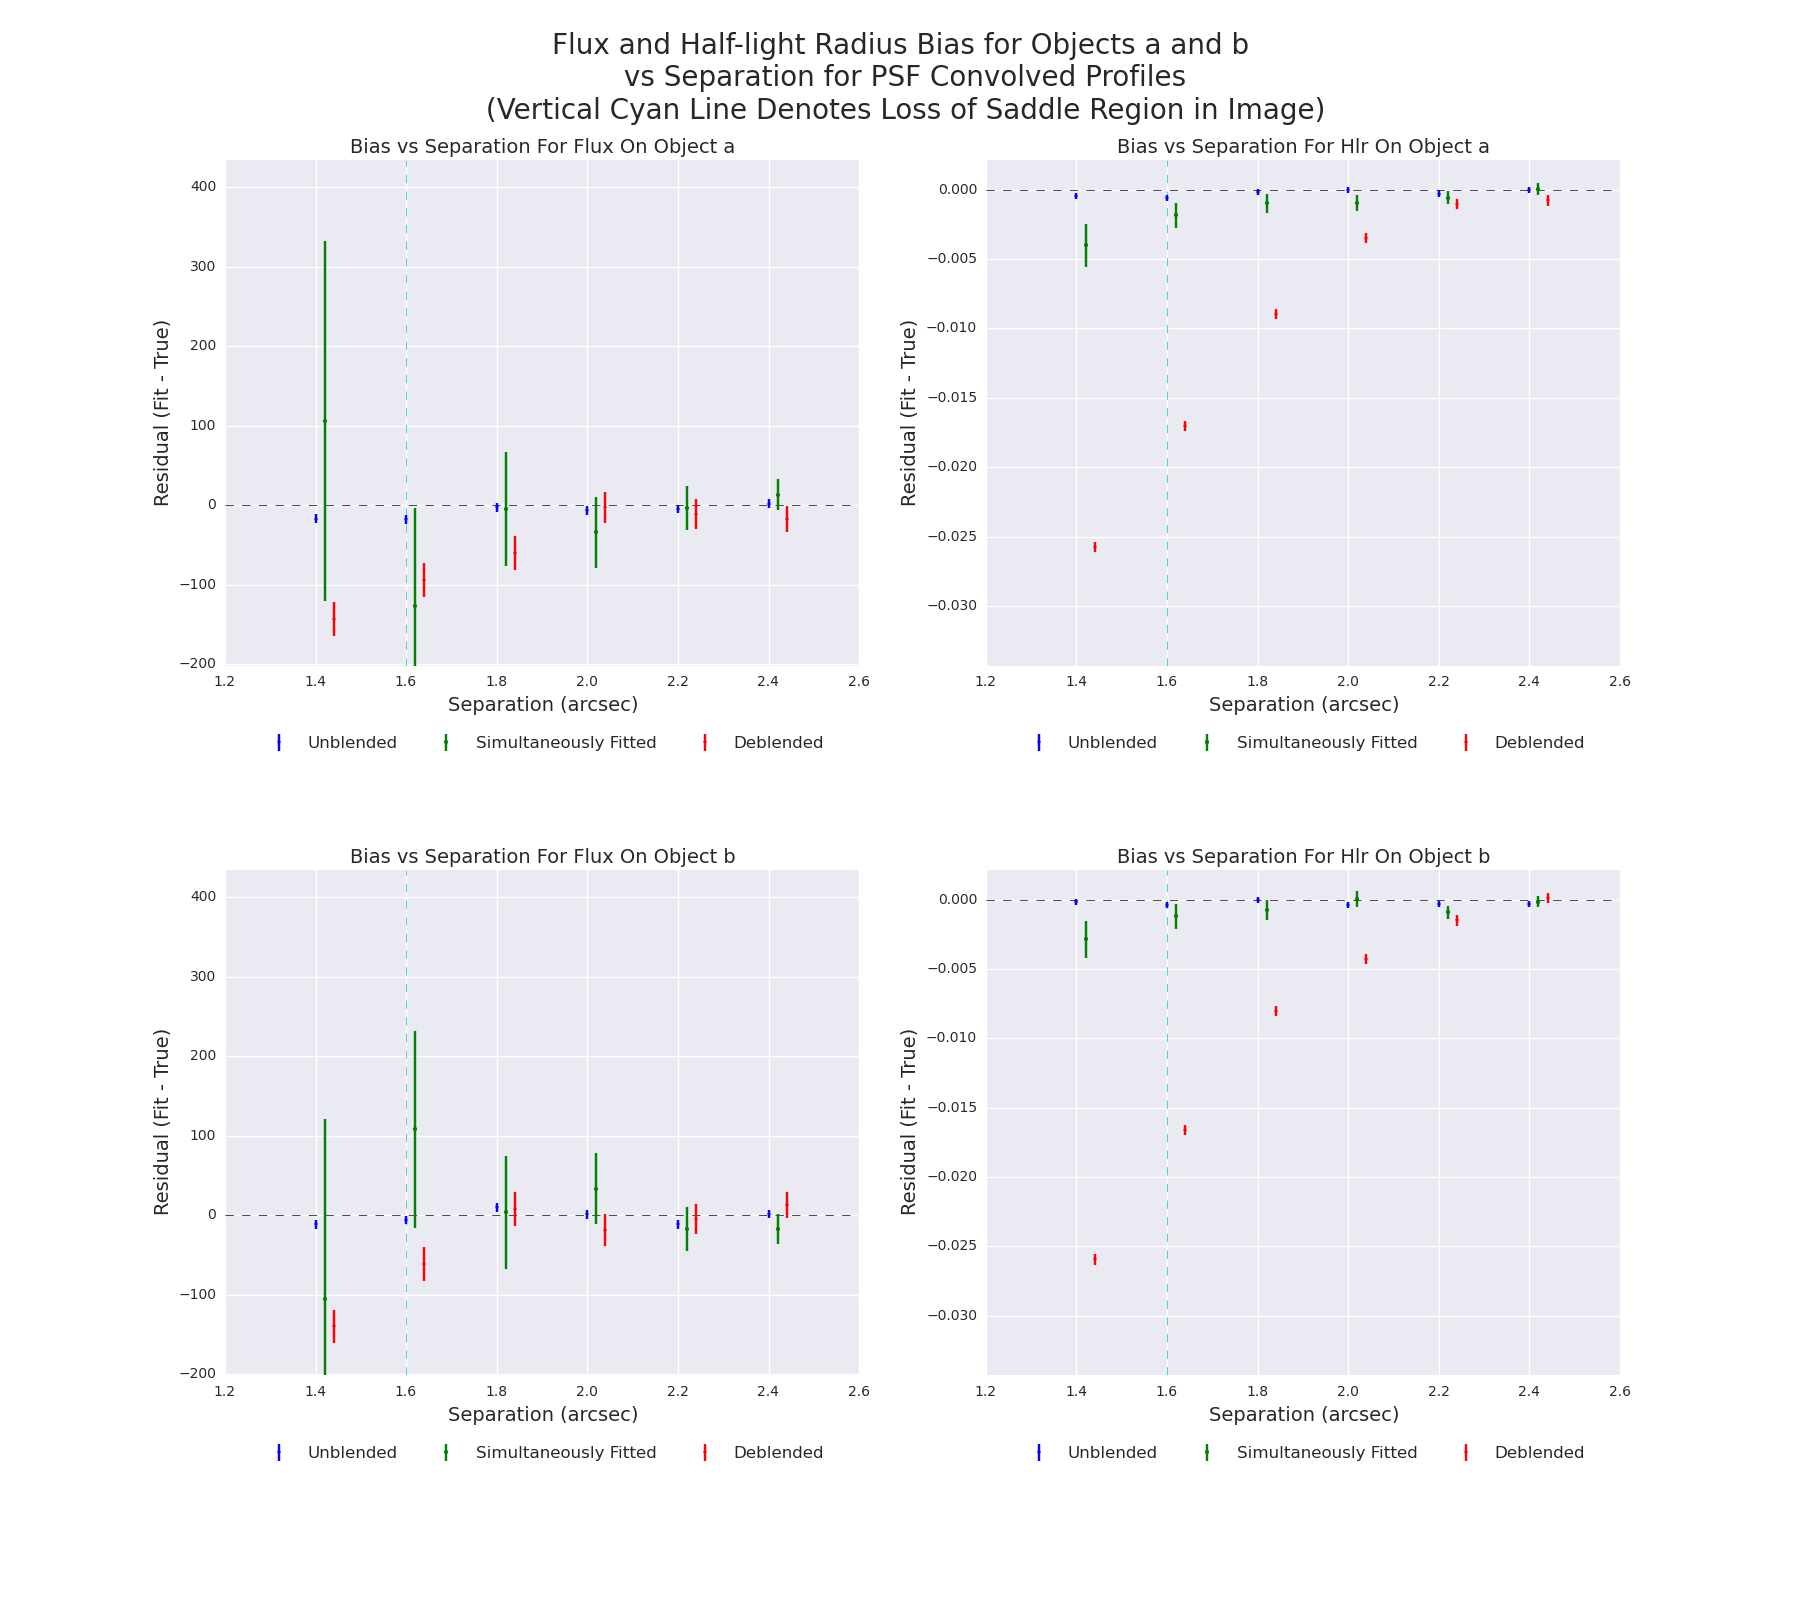 Flux and Half-light Radius Bias for Objects a and b
vs Separation for PSF Convolved Profiles
(Vertical Cyan Line Denotes Loss of Saddle Region in Image)
Bias vs Separation For Flux On Object a
400
300
200
100
0
−100
−200
Residual (Fit - True)
1.2 1.4 1.6 1.8 2.0 2.2 2.4 2.6
Separation (arcsec)
Unblended Simultaneously Fitted Deblended
Bias vs Separation For Hlr On Object a
0.000
−0.005
−0.010
−0.015
−0.020
−0.025
−0.030
Residual (Fit - True)
1.2 1.4 1.6 1.8 2.0 2.2 2.4 2.6
Separation (arcsec)
Unblended Simultaneously Fitted Deblended
Bias vs Separation For Flux On Object b
400
300
200
100
0
−100
−200
Residual (Fit - True)
1.2 1.4 1.6 1.8 2.0 2.2 2.4 2.6
Separation (arcsec)
Unblended Simultaneously Fitted Deblended
Bias vs Separation For Hlr On Object b
0.000
−0.005
−0.010
−0.015
−0.020
−0.025
−0.030
Residual (Fit - True)
1.2 1.4 1.6 1.8 2.0 2.2 2.4 2.6
Separation (arcsec)
Unblended Simultaneously Fitted Deblended